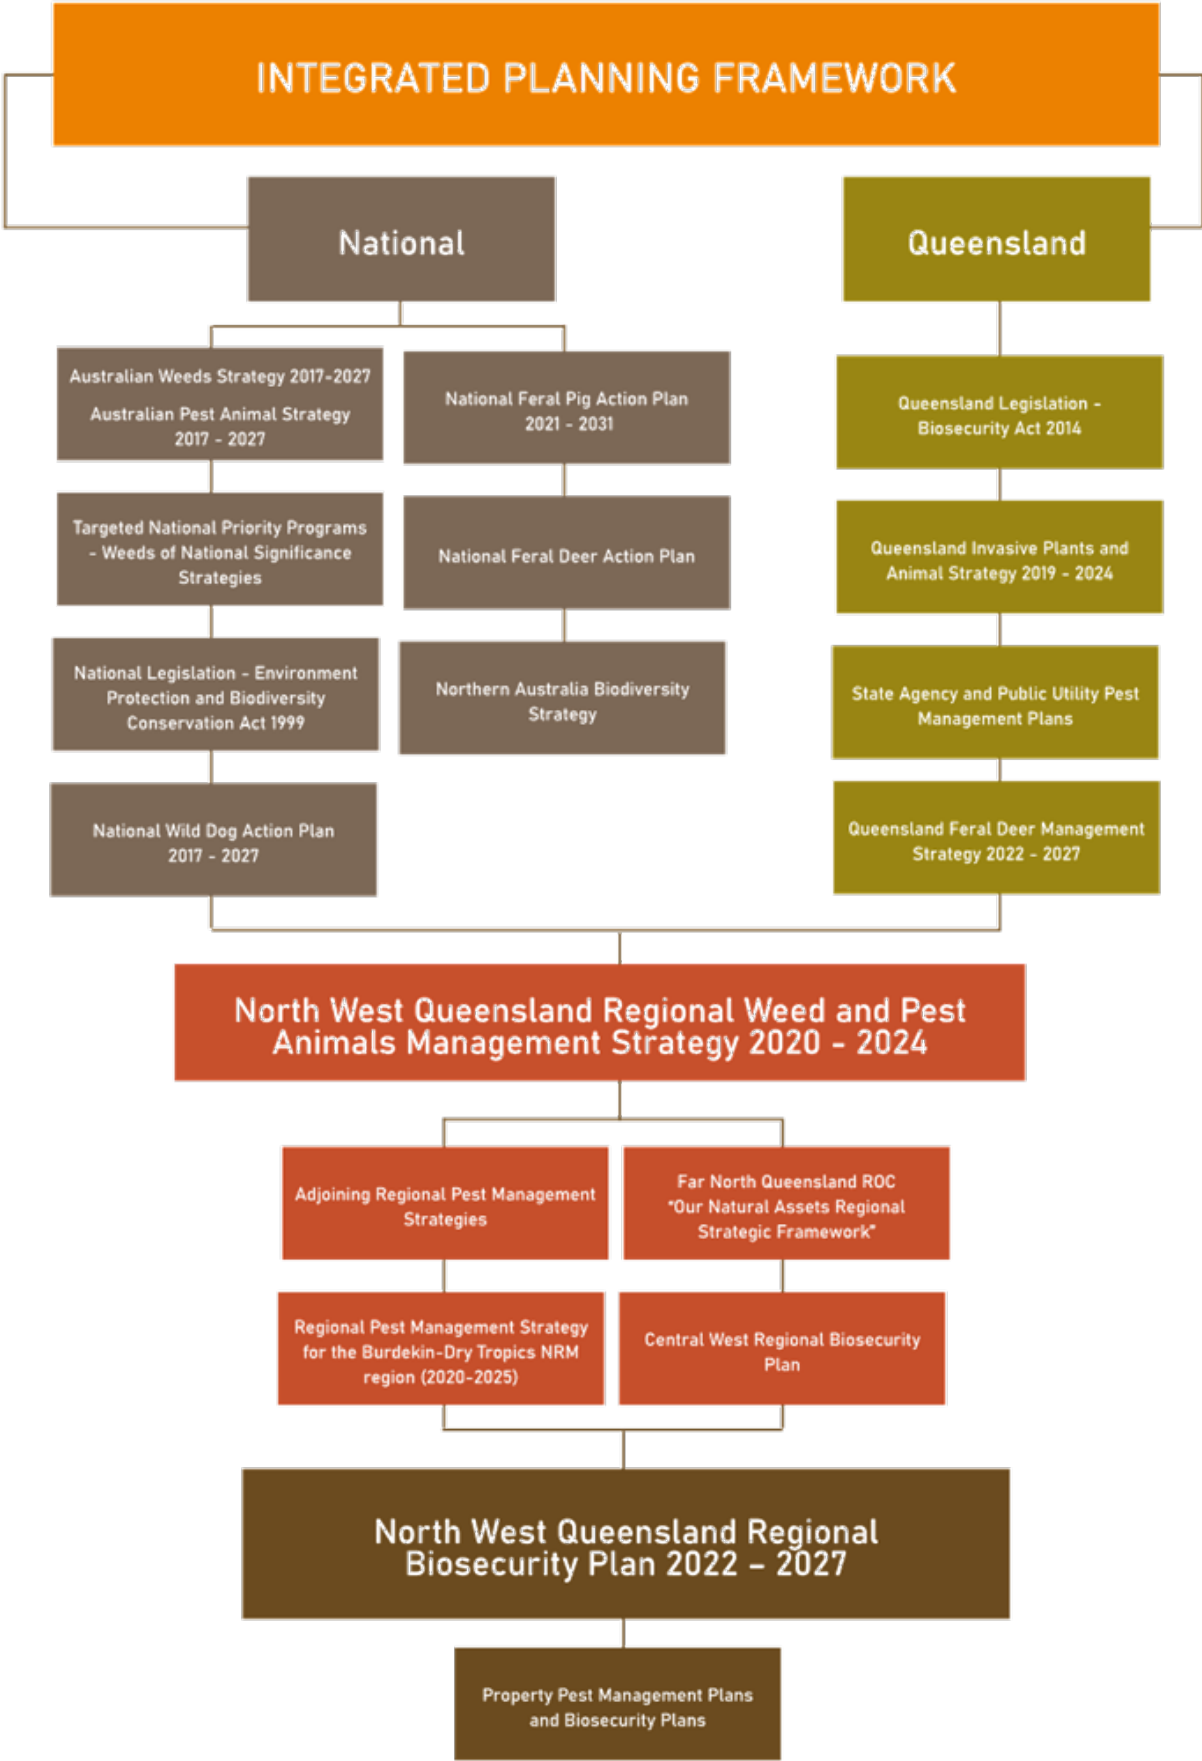 INTEGRATED PLANNING FRAMEWORK
National
Queensland
Australian Weeds Strategy 2017-2027
Australian Pest Animal Strategy
2017 - 2027
National Feral Pig Action Plan
2021 - 2031
Queensland Legislation -
Biosecurity Act 2014
Targeted National Priority Programs
- Weeds of National Significance
Strategies
National Feral Deer Action Plan
Queensland Invasive Plants and
Animal Strategy 2019 - 2024
National Legislation - Environment
Protection and Biodiversity
Conservation Act 1999
Northern Australia Biodiversity
Strategy
State Agency and Public Utility Pest
Management Plans
National Wild Dog Action Plan
2017 - 2027
Queensland Feral Deer Management
Strategy 2022 - 2027
North West Queensland Regional Weed and Pest
Animals Management Strategy 2020 - 2024
Adjoining Regional Pest Management
Strategies
Far North Queensland ROC
"Our Natural Assets Regional
Strategic Framework"
Regional Pest Management Strategy
for the Burdekin-Dry Tropics NRM
region (2020-2025)
Central West Regional Biosecurity
Plan
North West Queensland Regional
Biosecurity Plan 2022 – 2027
Property Pest Management Plans
and Biosecurity Plans